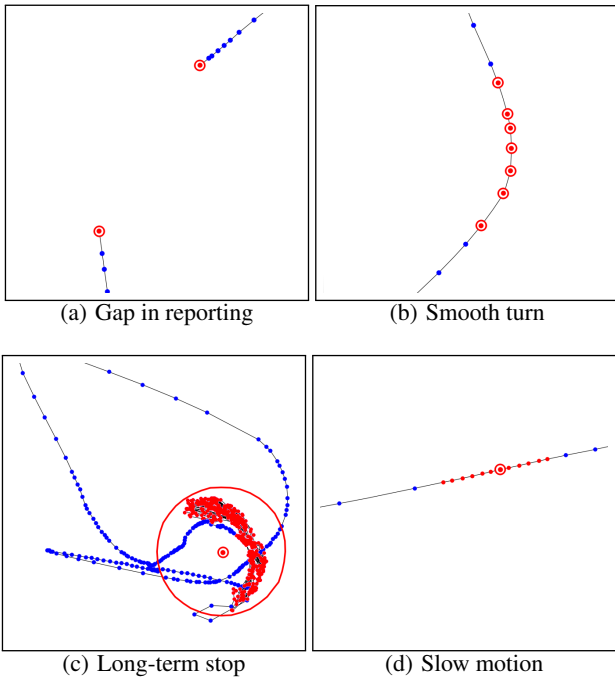 (a) Gap in reporting
(b) Smooth turn
(c) Long-term stop
(d) Slow motion